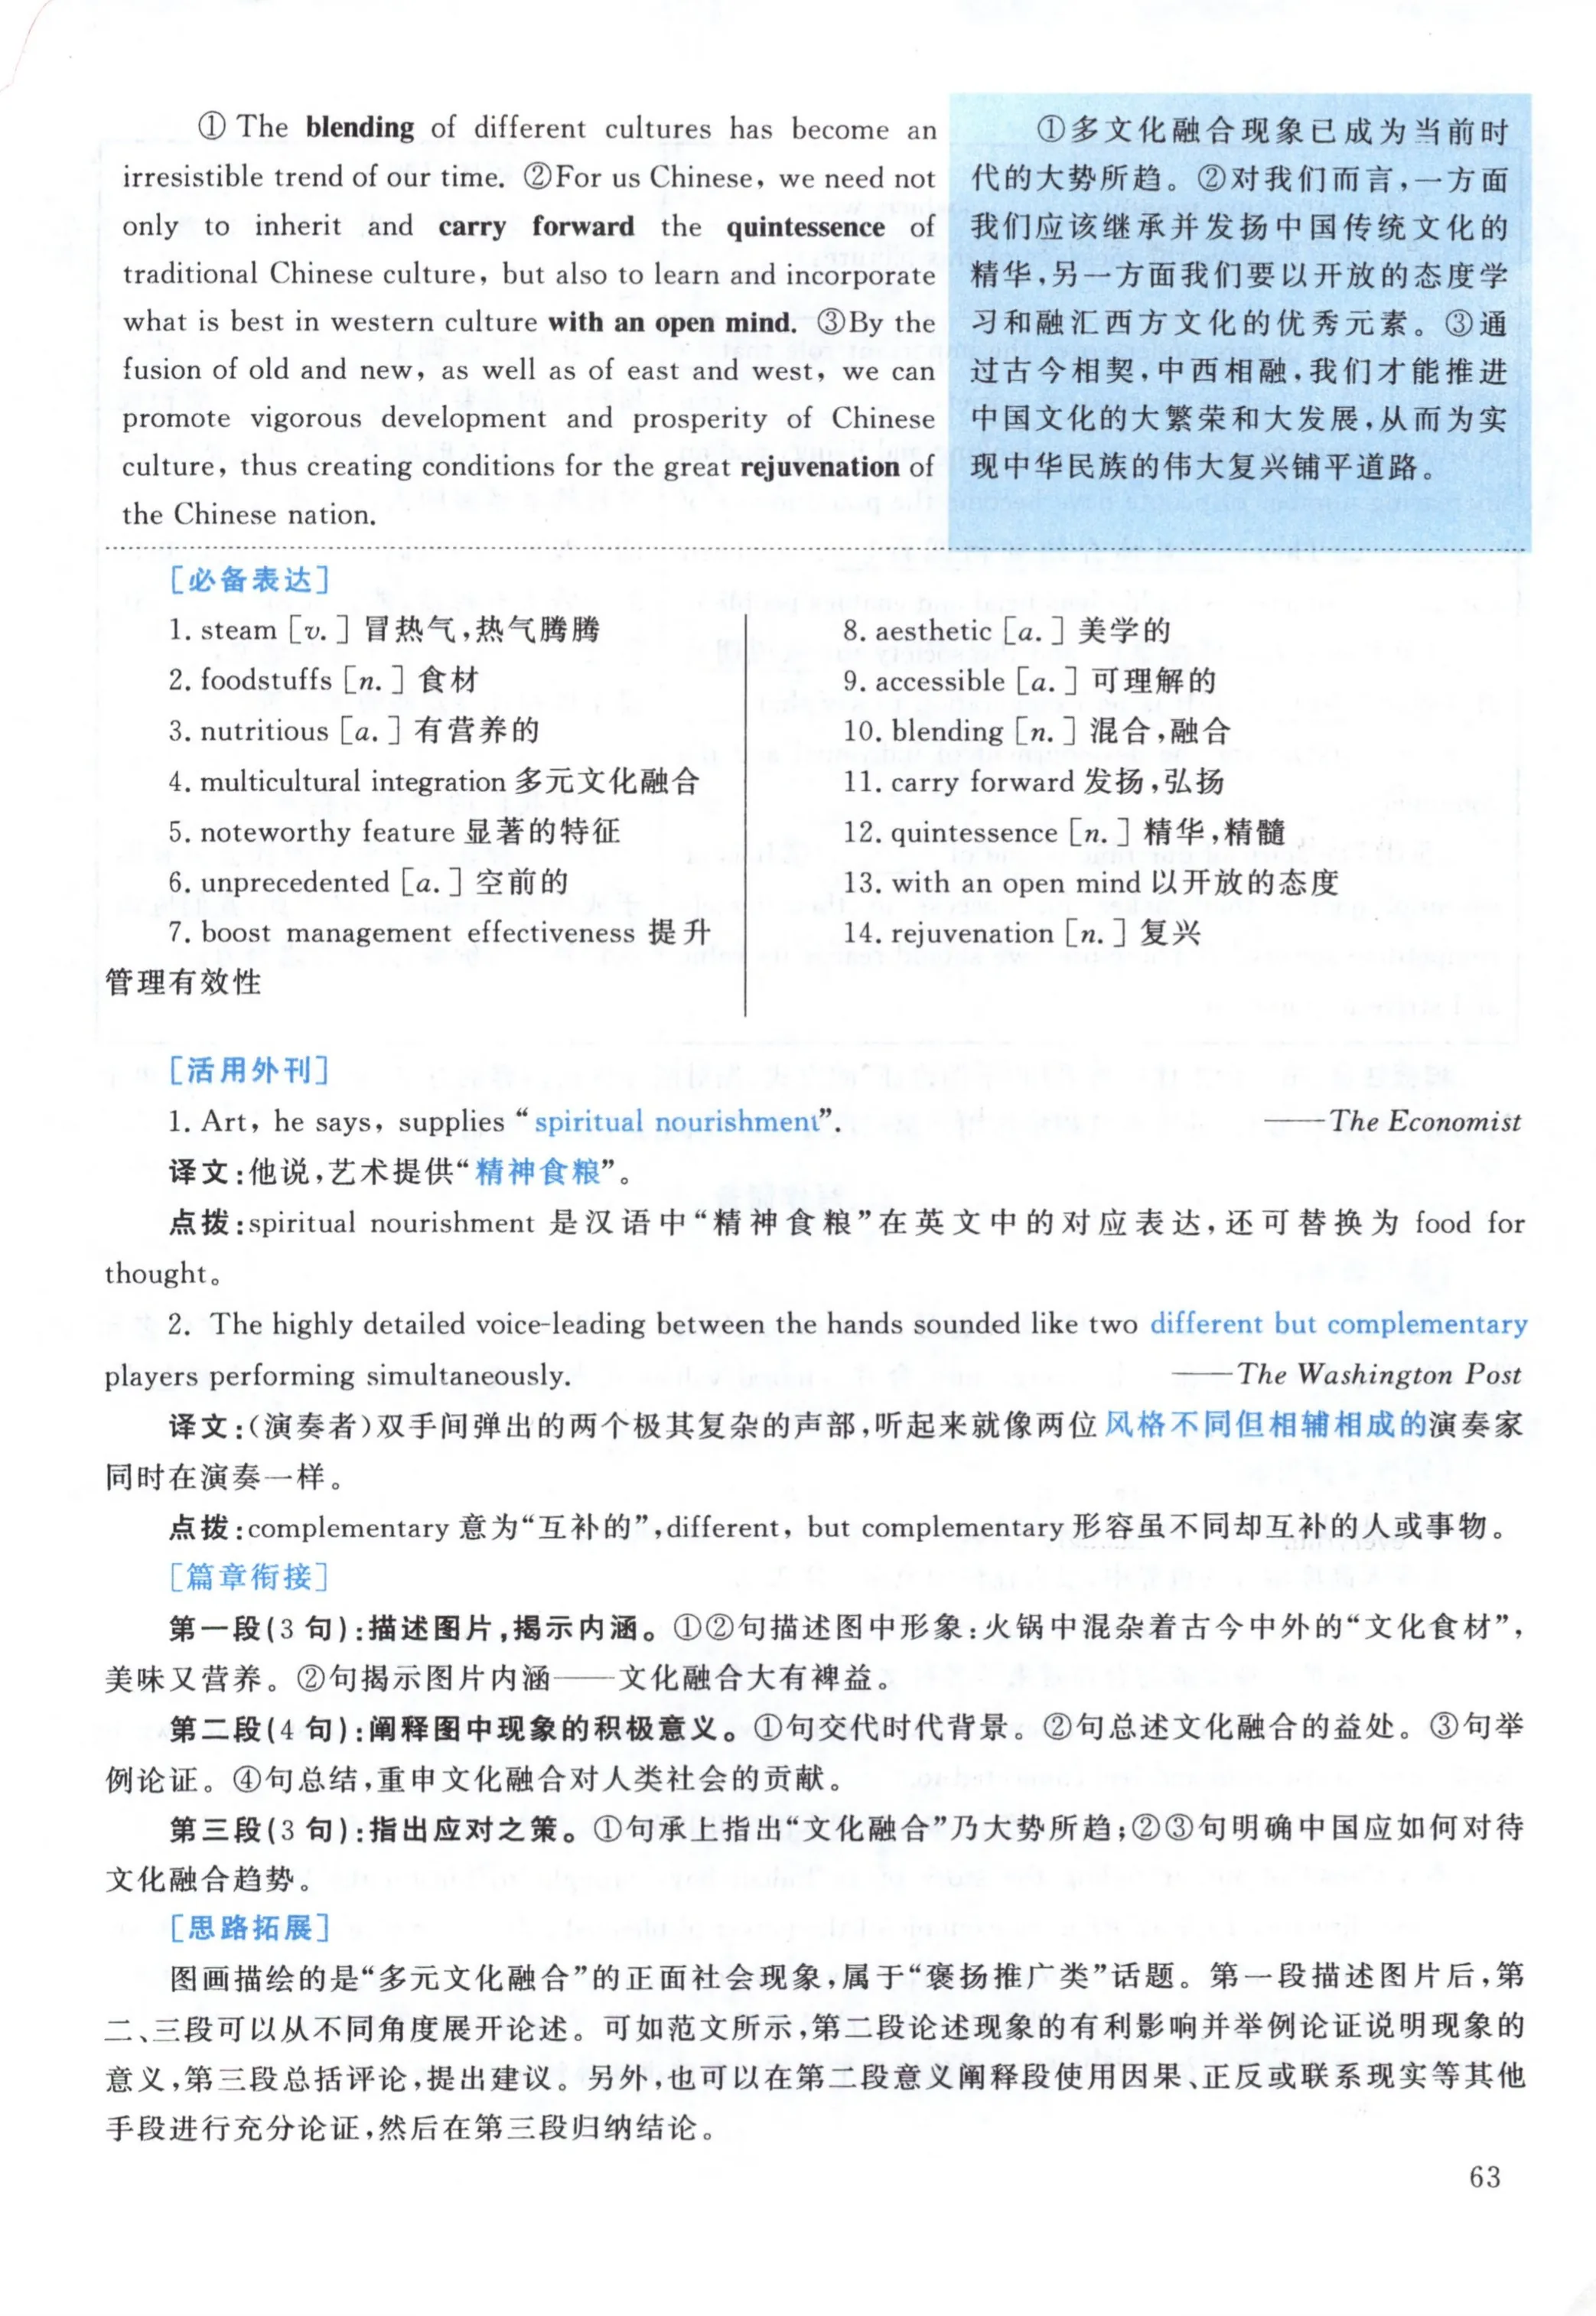 ① The blending of different cultures has become an
irresistible trend of our time. ②For us Chinese, we need not
only to inherit and carry forward the quintessence of
traditional Chinese culture, but also to learn and incorporate
what is best in western culture with an open mind. ③By the
fusion of old and new, as well as of east and west, we can
promote vigorous development and prosperity of Chinese
culture, thus creating conditions for the great rejuvenation of
the Chinese nation.
①多文化融合现象已成为当前时
代的大势所趋。②对我们而言,一方面
我们应该继承并发扬中国传统文化的
精华,另一方面我们要以开放的态度学
习和融汇西方文化的优秀元素。③通
过古今相契,中西相融,我们才能推进
中国文化的大繁荣和大发展,从而为实
现中华民族的伟大复兴铺平道路。
[必备表达]
1. steam [v.] 冒热气,热气腾腾
2. foodstuffs [n.] 食材
3. nutritious [a.] 有营养的
4. multicultural integration 多元文化融合
5. noteworthy feature 显著的特征
6. unprecedented [a.] 空前的
7. boost management effectiveness 提升
管理有效性
8. aesthetic [a.] 美学的
9. accessible [a.] 可理解的
10. blending [n.] 混合,融合
11. carry forward 发扬,弘扬
12. quintessence [n.] 精华,精髓
13. with an open mind 以开放的态度
14. rejuvenation [n.] 复兴
[活用外刊]
1. Art, he says, supplies “spiritual nourishment”. ——The Economist
译文:他说,艺术提供“精神食粮”。
点拨:spiritual nourishment 是汉语中“精神食粮”在英文中的对应表达,还可替换为 food for
thought。
2. The highly detailed voice-leading between the hands sounded like two different but complementary
players performing simultaneously. ——The Washington Post
译文:(演奏者)双手间弹出的两个极其复杂的声部,听起来就像两位风格不同但相辅相成的演奏家
同时在演奏一样。
点拨:complementary 意为“互补的”,different, but complementary 形容虽不同却互补的人或事物。
[篇章衔接]
第一段(3 句):描述图片,揭示内涵。①②句描述图中形象:火锅中混杂着古今中外的“文化食材”,
美味又营养。②句揭示图片内涵——文化融合大有裨益。
第二段(4 句):阐释图中现象的积极意义。①句交代时代背景。②句总述文化融合的益处。③句举
例论证。④句总结,重申文化融合对人类社会的贡献。
第三段(3 句):指出应对之策。①句承上指出“文化融合”乃大势所趋;②③句明确中国应如何对待
文化融合趋势。
[思路拓展]
图画描绘的是“多元文化融合”的正面社会现象,属于“褒扬推广类”话题。第一段描述图片后,第
二、三段可以从不同角度展开论述。可如范文所示,第二段论述现象的有利影响并举例论证说明现象的
意义,第三段总括评论,提出建议。另外,也可以在第二段意义阐释段使用因果、正反或联系现实等其他
手段进行充分论证,然后在第三段归纳结论。
63